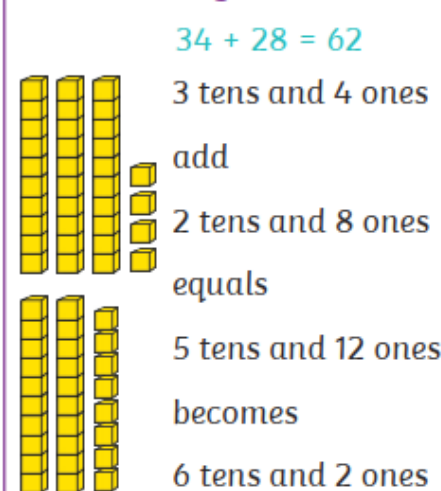 34 + 28 = 62
3 tens and 4 ones
add
2 tens and 8 ones
equals
5 tens and 12 ones
becomes
6 tens and 2 ones